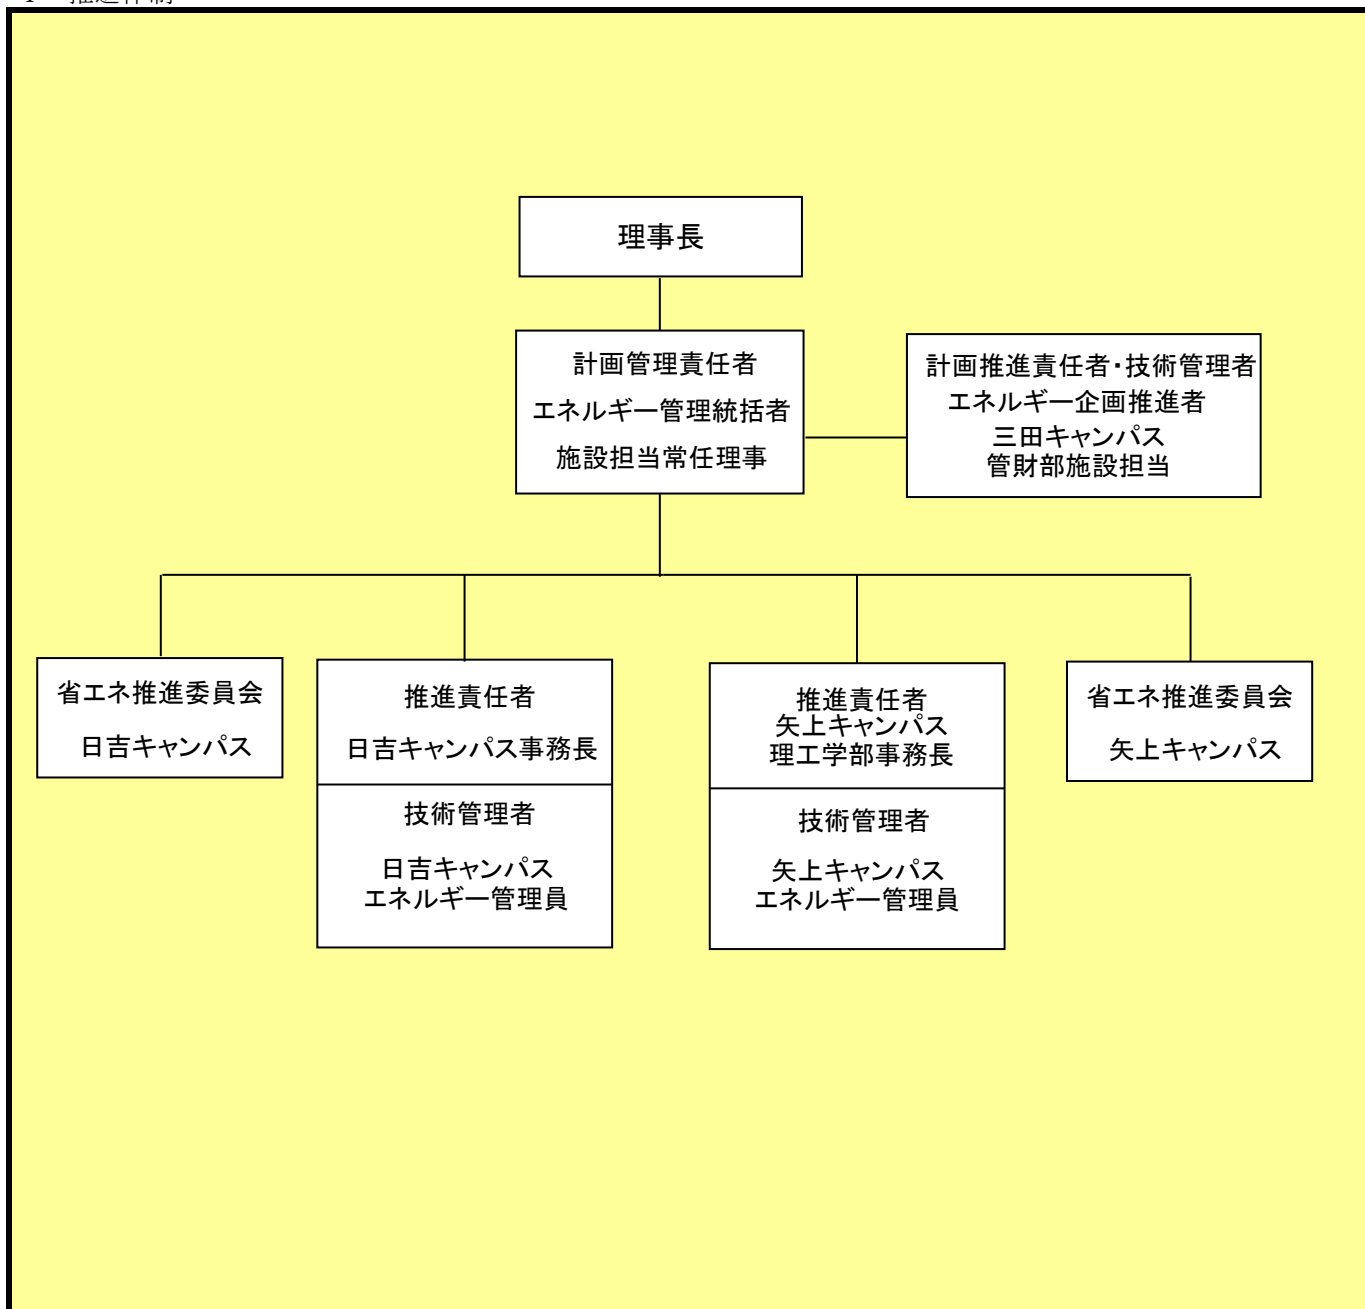 理事長
計画管理責任者
エネルギー管理統括者
施設担当常任理事
計画推進責任者・技術管理者
エネルギー企画推進者
三田キャンパス
管財部施設担当
省エネ推進委員会
日吉キャンパス
推進責任者
日吉キャンパス事務長
技術管理者
日吉キャンパス
エネルギー管理員
推進責任者
矢上キャンパス
理工学部事務長
技術管理者
矢上キャンパス
エネルギー管理員
省エネ推進委員会
矢上キャンパス